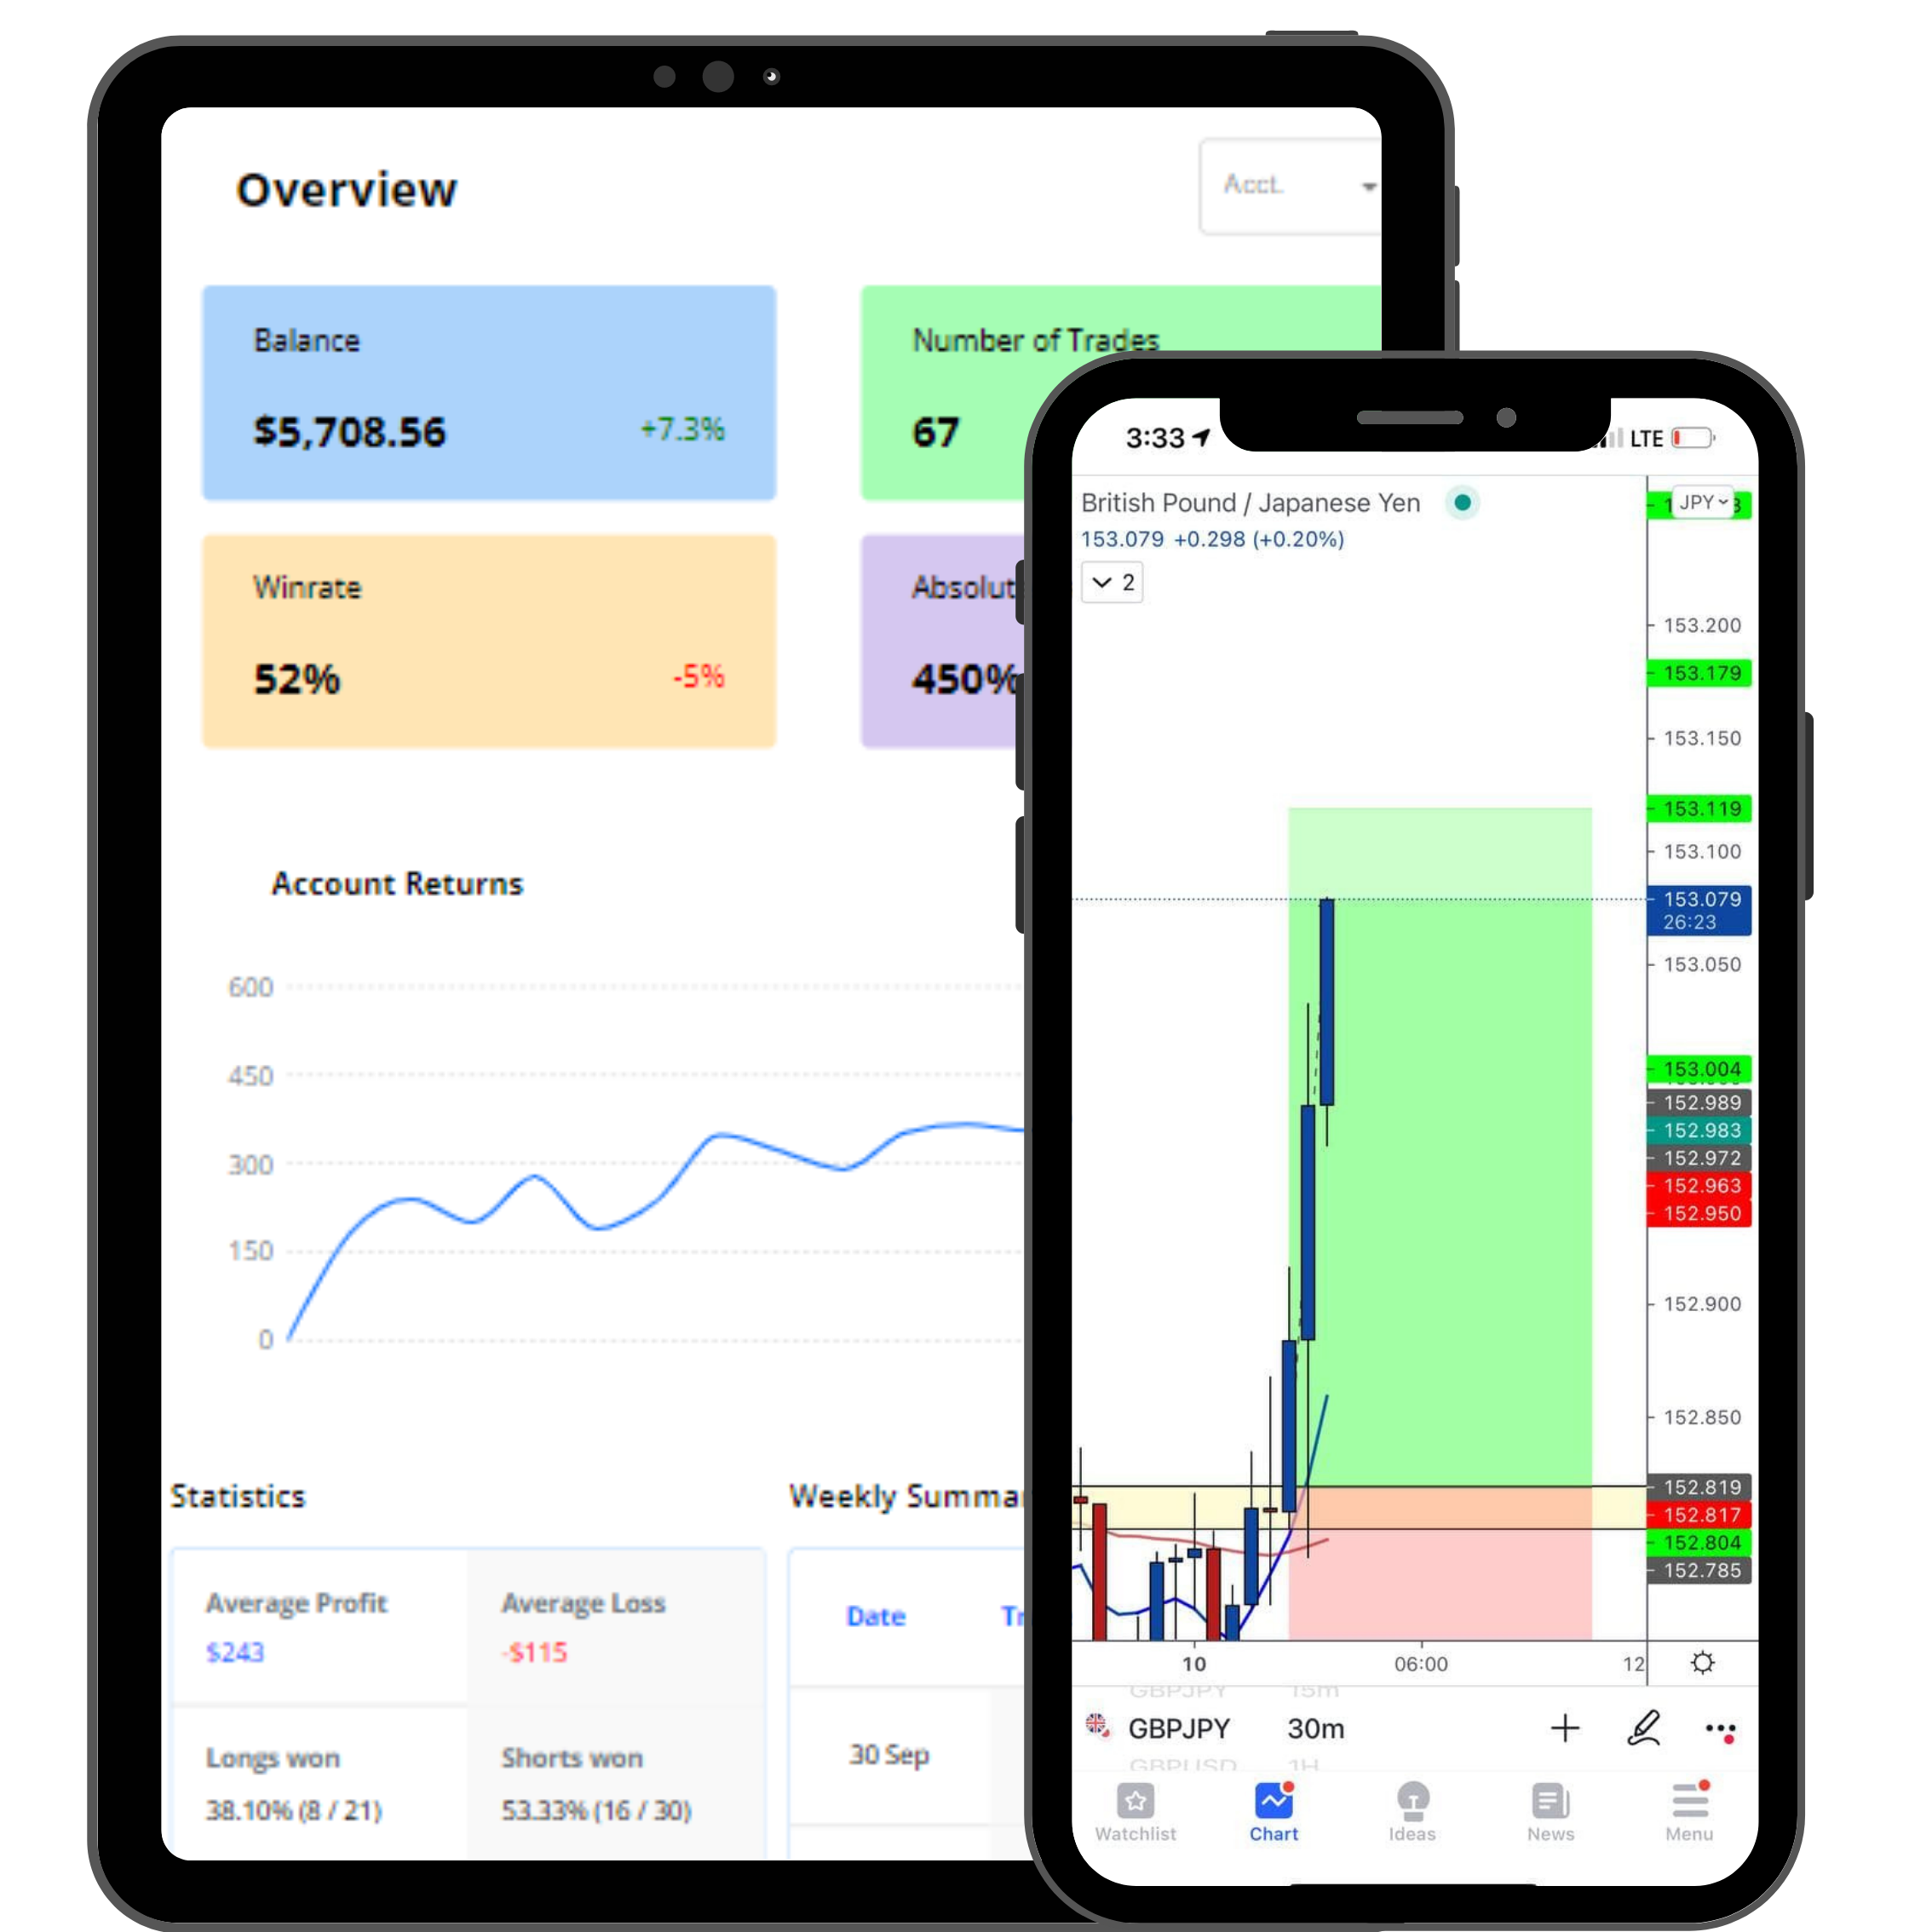 Overview
Acct.
Balance
$5,708.56 +7.3%
Number of Trades
67
Winrate
52% -5%
450%
Account Returns
600
450
300
150
0
Statistics
Average Profit
$243
Average Loss
-$115
Longs won
38.10% (8 / 21)
Shorts won
53.33% (16 / 30)
Weekly
Date
30 Sep
3:33
LTE
British Pound / Japanese Yen
153.079 +0.298 (+0.20%)
2
JPY
153.200
153.179
153.150
153.119
153.100
153.079
26:23
153.050
153.004
152.989
152.983
152.972
152.963
152.950
152.900
152.850
152.819
152.817
152.804
152.785
10 06:00 12
GBPJPY 15m
GBPJPY 30m
GBPUSD 1H
Watchlist Chart Ideas News Menu